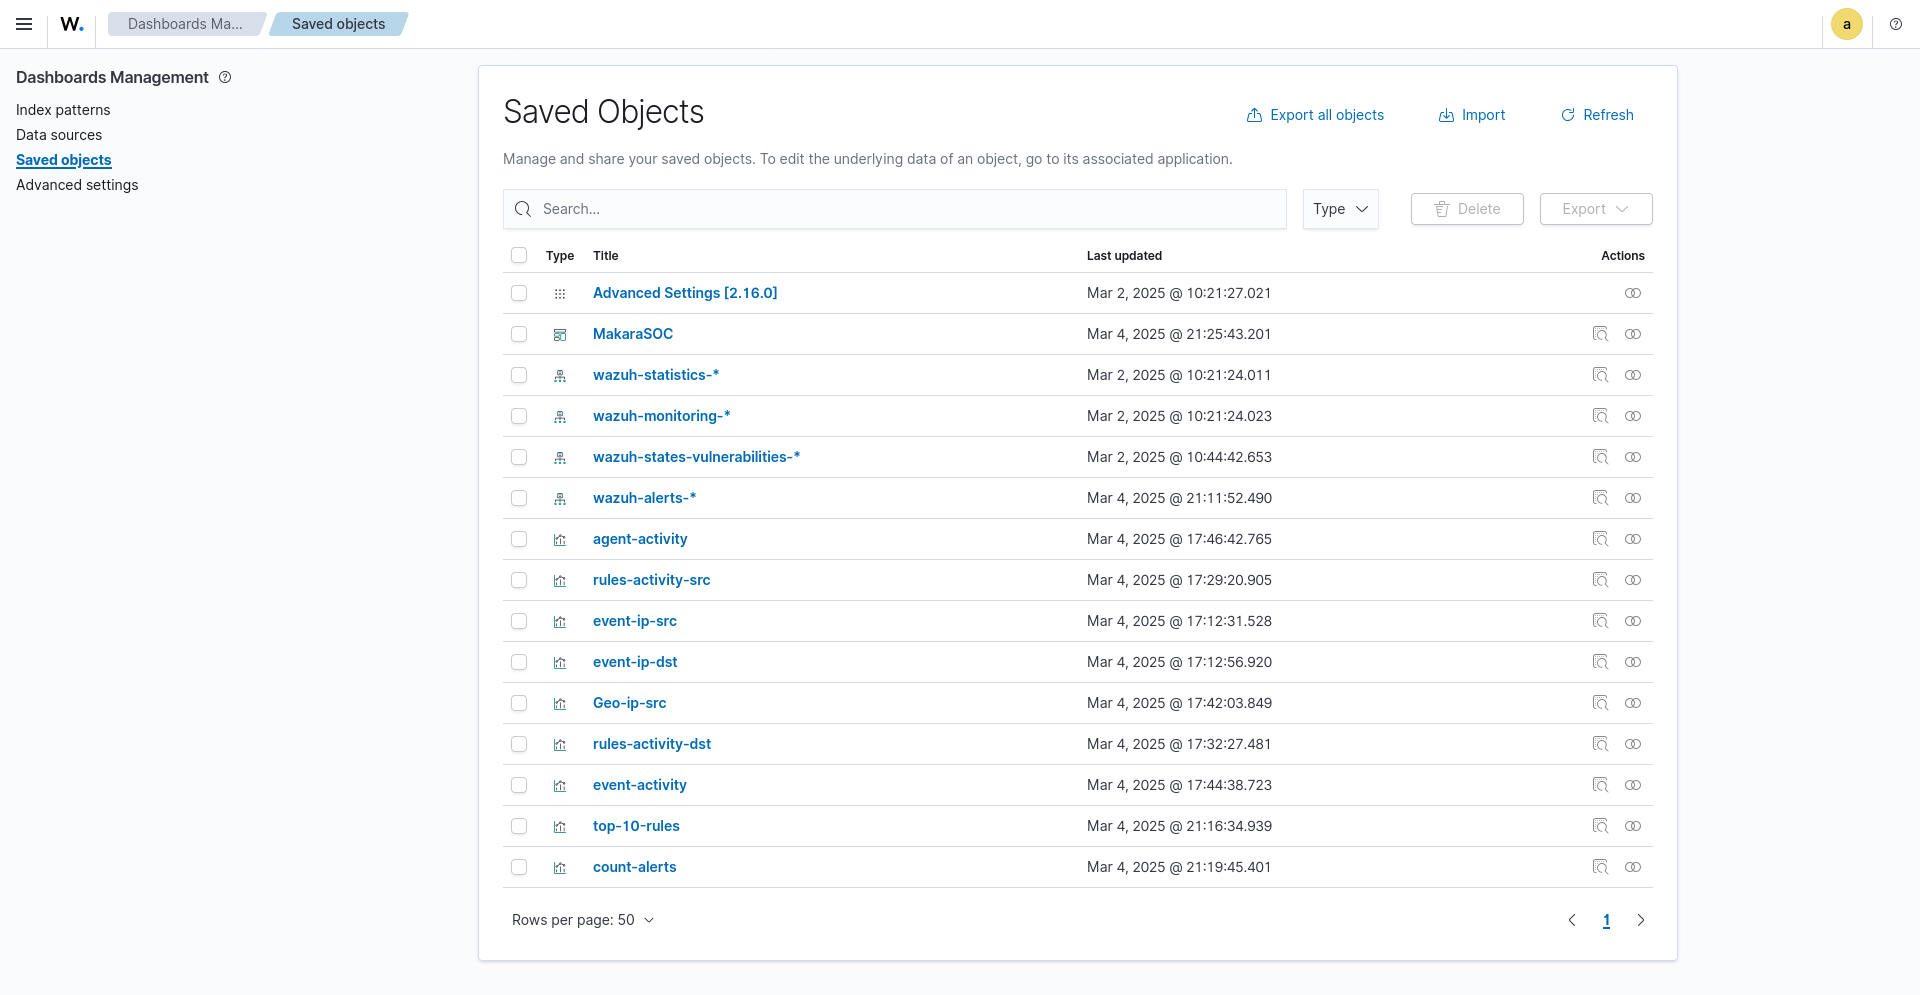 W.
Dashboards Ma...
Saved objects
a
Dashboards Management
Index patterns
Data sources
Saved objects
Advanced settings
Saved Objects
Export all objects
Import
Refresh
Manage and share your saved objects. To edit the underlying data of an object, go to its associated application.
Search...
Type
Delete
Export
Type Title Last updated Actions
Advanced Settings [2.16.0] Mar 2, 2025 @ 10:21:27.021
MakaraSOC Mar 4, 2025 @ 21:25:43.201
wazuh-statistics-* Mar 2, 2025 @ 10:21:24.011
wazuh-monitoring-* Mar 2, 2025 @ 10:21:24.023
wazuh-states-vulnerabilities-* Mar 2, 2025 @ 10:44:42.653
wazuh-alerts-* Mar 4, 2025 @ 21:11:52.490
agent-activity Mar 4, 2025 @ 17:46:42.765
rules-activity-src Mar 4, 2025 @ 17:29:20.905
event-ip-src Mar 4, 2025 @ 17:12:31.528
event-ip-dst Mar 4, 2025 @ 17:12:56.920
Geo-ip-src Mar 4, 2025 @ 17:42:03.849
rules-activity-dst Mar 4, 2025 @ 17:32:27.481
event-activity Mar 4, 2025 @ 17:44:38.723
top-10-rules Mar 4, 2025 @ 21:16:34.939
count-alerts Mar 4, 2025 @ 21:19:45.401
Rows per page: 50
1